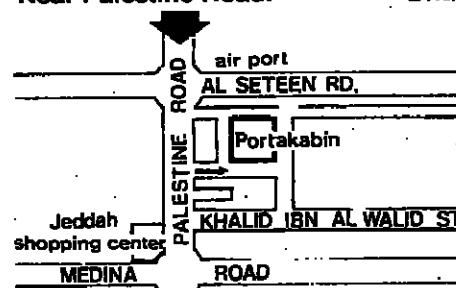 Near Palestine Road.
air port
AL SETEEN RD.
PALESTINE ROAD
Portakabin
Jeddah
shopping center
KHALID IBN AL WALID ST
MEDINA ROAD